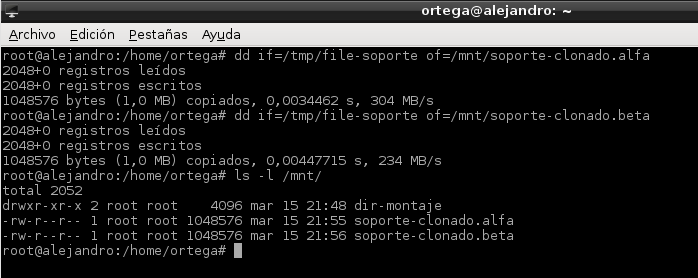 ortega@alejandro: ~
Archivo Edición Pestañas Ayuda
root@alejandro:/home/ortega# dd if=/tmp/file-soporte of=/mnt/soporte-clonado.alfa
2048+0 registros leídos
2048+0 registros escritos
1048576 bytes (1,0 MB) copiados, 0,0034462 s, 304 MB/s
root@alejandro:/home/ortega# dd if=/tmp/file-soporte of=/mnt/soporte-clonado.beta
2048+0 registros leídos
2048+0 registros escritos
1048576 bytes (1,0 MB) copiados, 0,00447715 s, 234 MB/s
root@alejandro:/home/ortega# ls -l /mnt/
total 2052
drwxr-xr-x 2 root root    4096 mar 15 21:48 dir-montaje
-rw-r--r-- 1 root root 1048576 mar 15 21:55 soporte-clonado.alfa
-rw-r--r-- 1 root root 1048576 mar 15 21:56 soporte-clonado.beta
root@alejandro:/home/ortega#